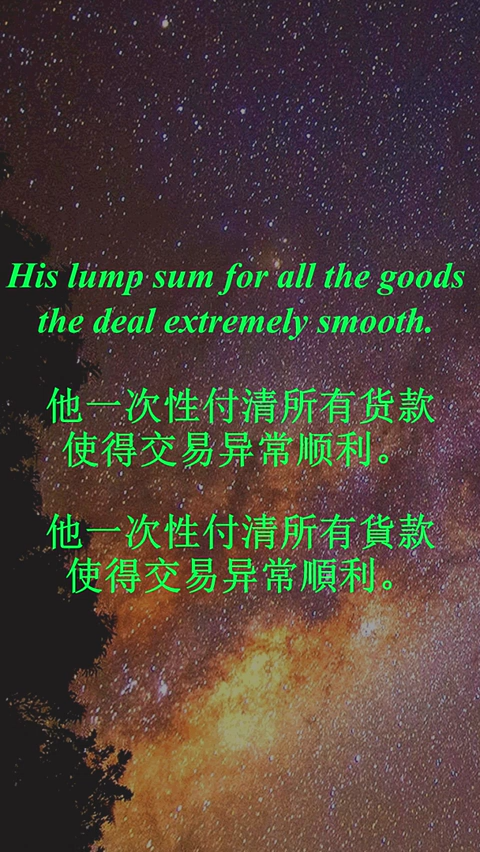 His lump sum for all the goods
the deal extremely smooth.
他一次性付清所有货款
使得交易异常顺利。
他一次性付清所有貨款
使得交易异常順利。